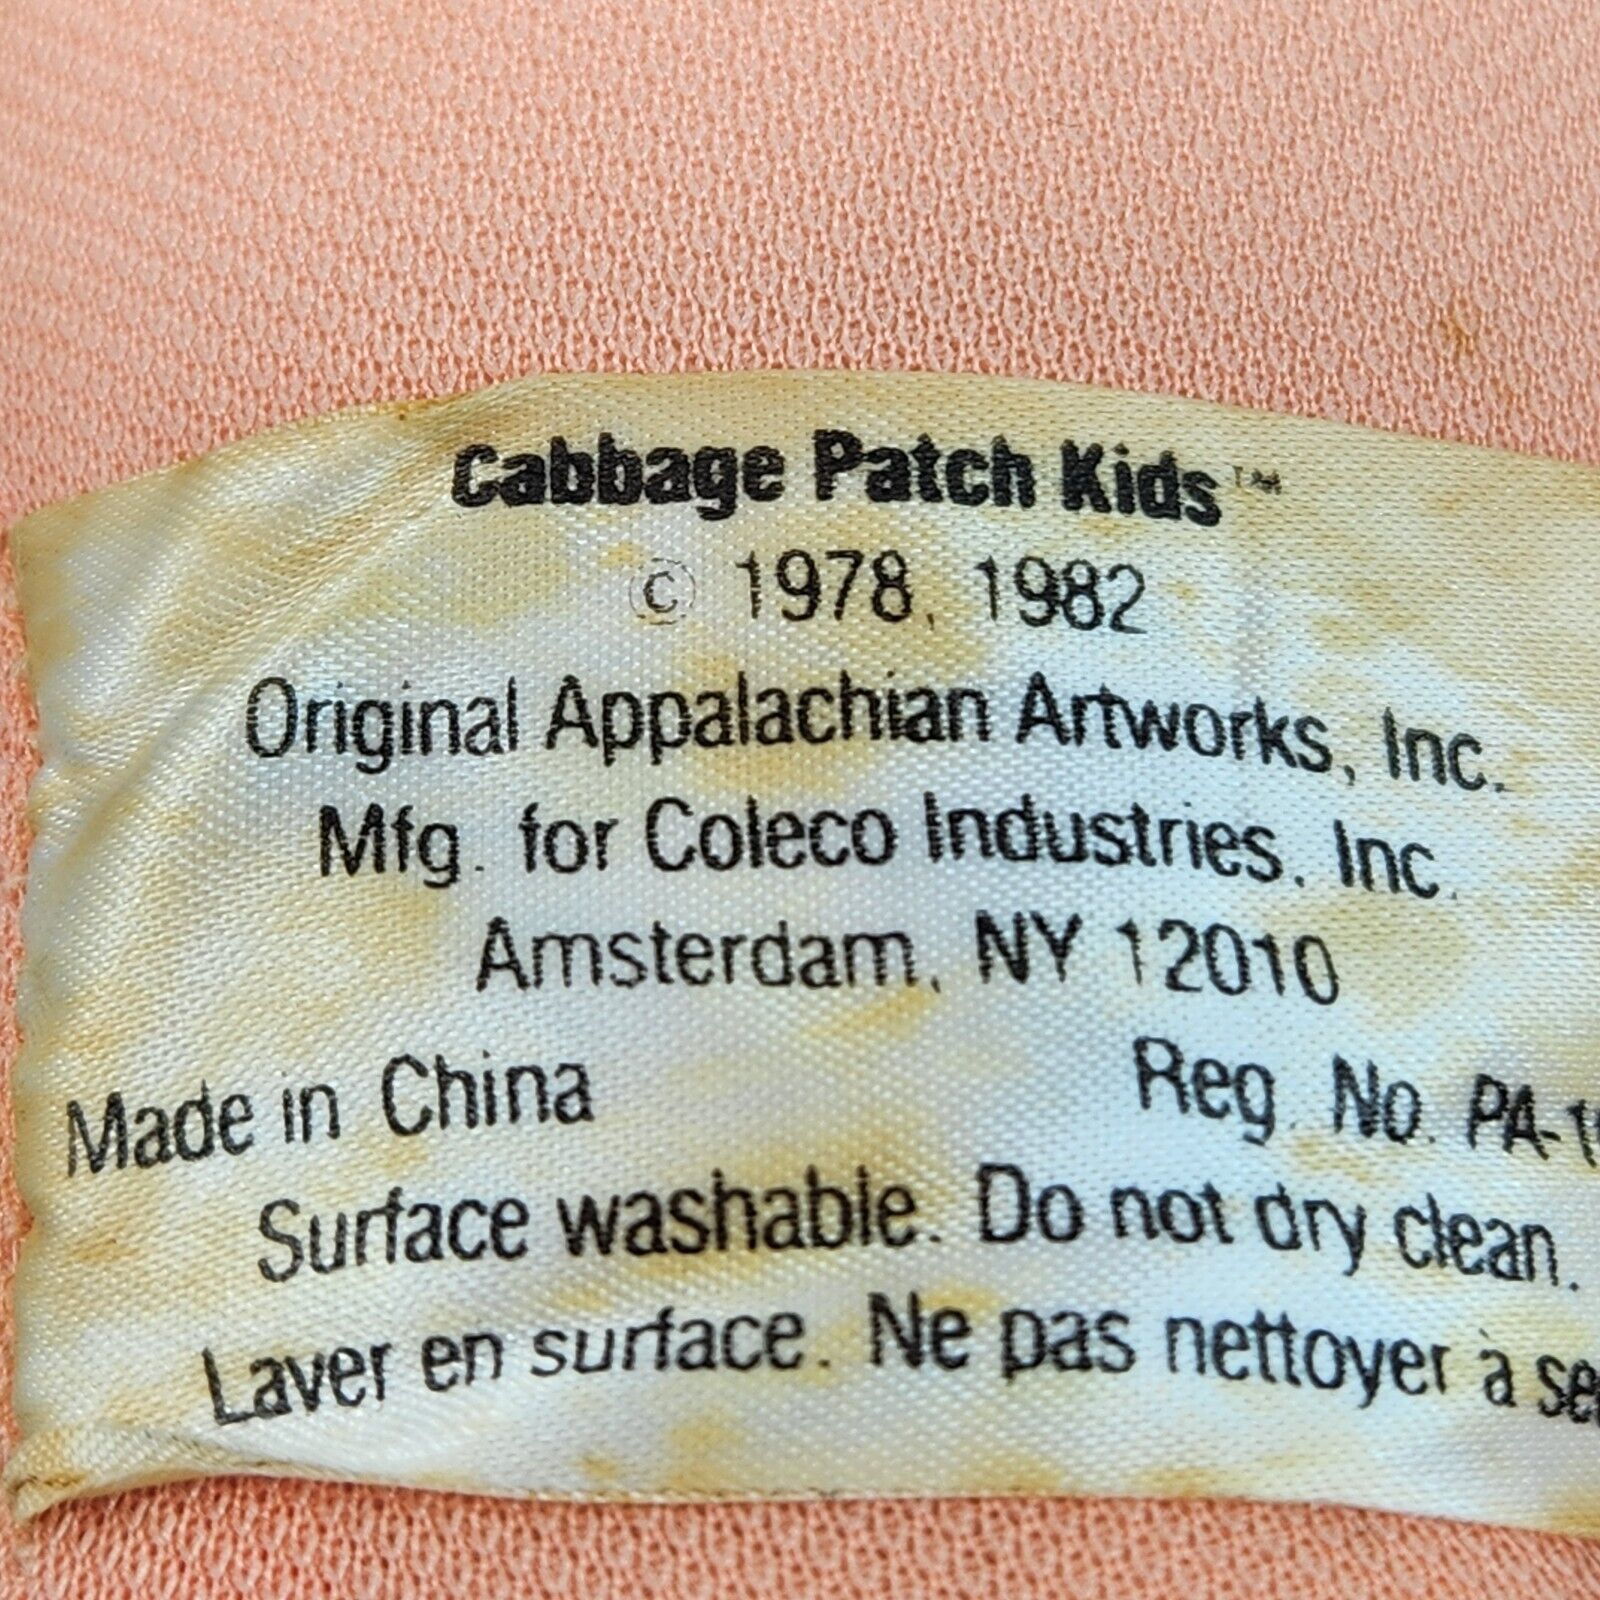 Cabbage Patch Kids™
© 1978, 1982
Original Appalachian Artworks, Inc.
Mfg. for Coleco Industries, Inc.
Amsterdam, NY 12010
Made in China Reg. No.
Surface washable. Do not dry clean.
Laver en surface. Ne pas nettoyer à